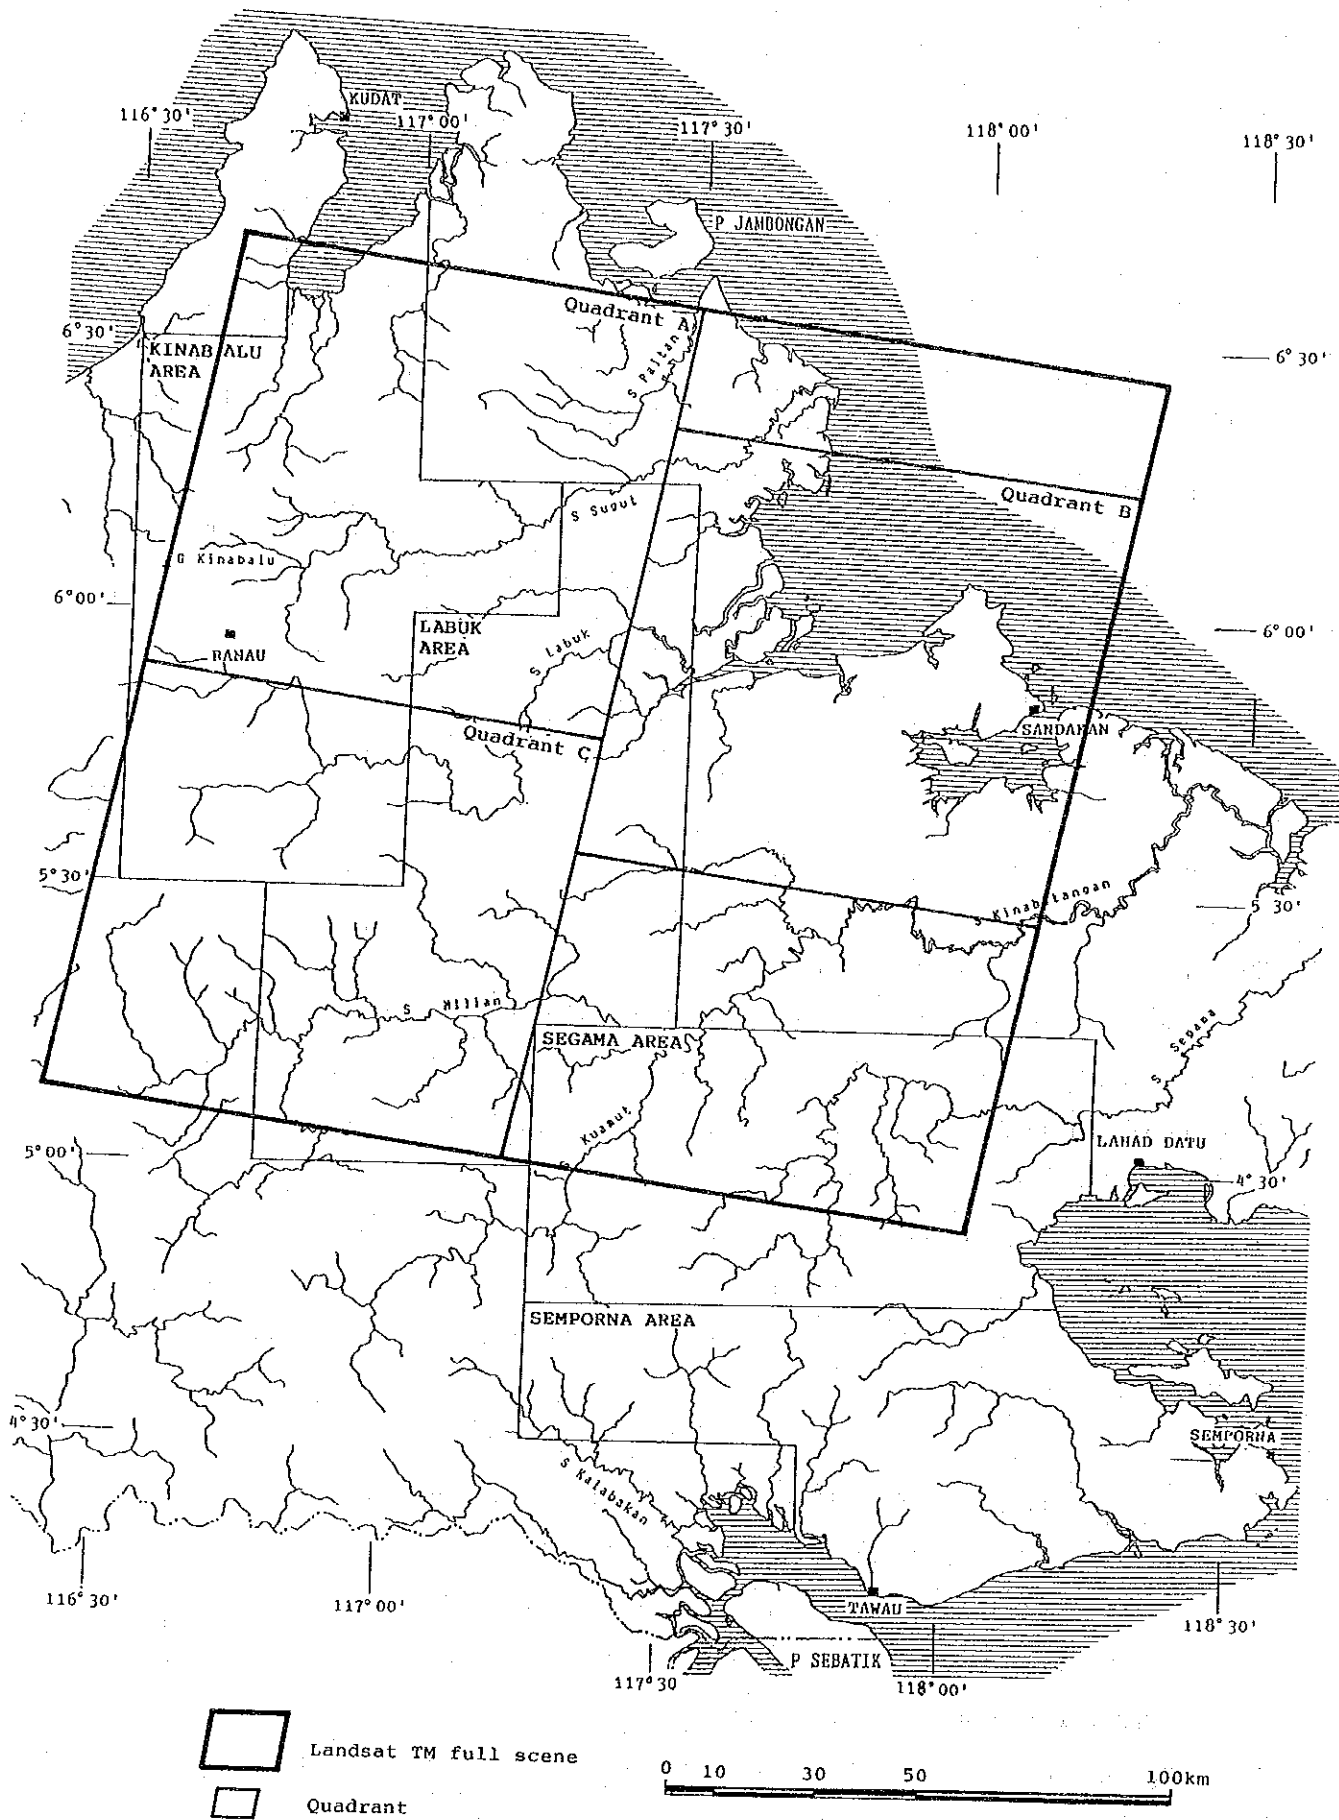 KUDAT
116°30'
117°00'
117°30'
118°00'
118°30'
P JAMBONGAN
Quadrant A
6°30'
KINABALU
AREA
S Paitan
6°30'
Quadrant B
S Sugut
G Kinabalu
6°00'
LABUK
AREA
S Labuk
6°00'
RANAU
SANDAKAN
Quadrant C
5°30'
S Kinabatangan
5 30'
S Milian
SEGAMA AREA
S Segama
Kuamut
LAHAD DATU
5°00'
4°30'
SEMPORNA AREA
4°30'
SEMPORNA
S Kalabakan
116°30'
117°00'
TAWAU
118°30'
P SEBATIK
117°30
118°00'
Landsat TM full scene
0 10 30 50 100km
Quadrant